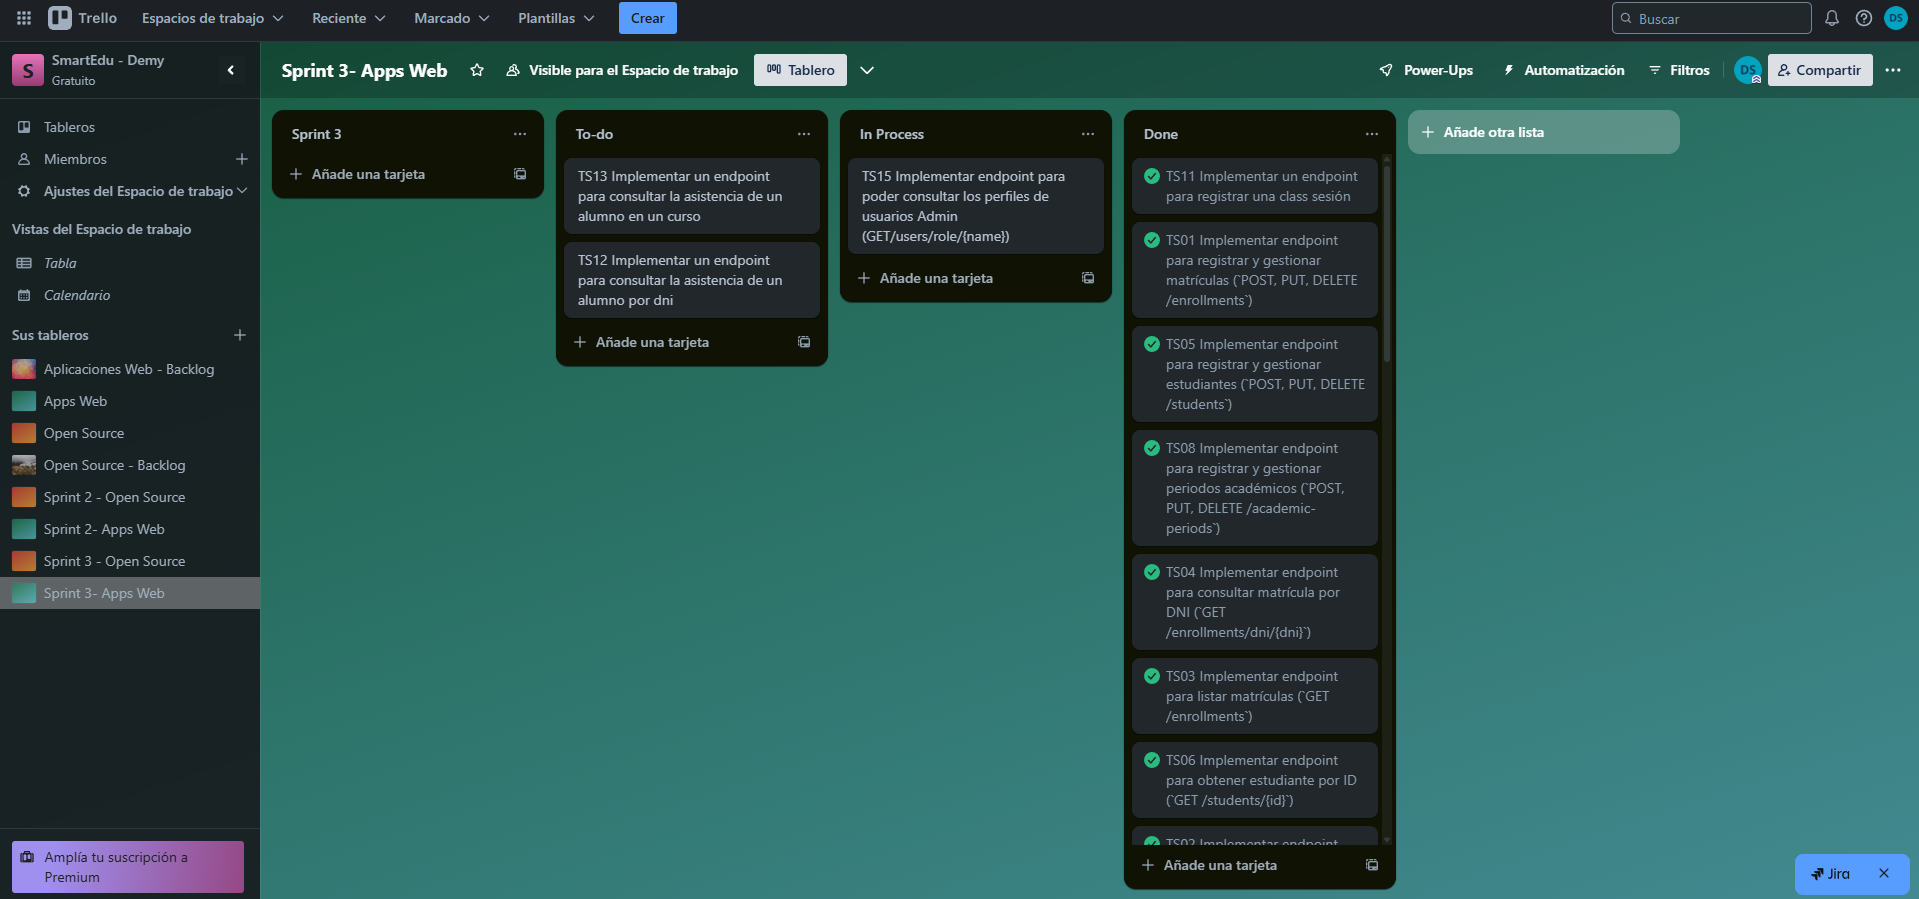 Trello
Espacios de trabajo
Reciente
Marcado
Plantillas
Crear
Buscar
DS
S
SmartEdu - Demy
Gratuito
Sprint 3- Apps Web
Visible para el Espacio de trabajo
Tablero
Power-Ups
Automatización
Filtros
DS
Compartir
Tableros
Miembros
Ajustes del Espacio de trabajo
Vistas del Espacio de trabajo
Tabla
Calendario
Sus tableros
Aplicaciones Web - Backlog
Apps Web
Open Source
Open Source - Backlog
Sprint 2 - Open Source
Sprint 2- Apps Web
Sprint 3 - Open Source
Sprint 3- Apps Web
Amplía tu suscripción a
Premium
Sprint 3
Añade una tarjeta
To-do
TS13 Implementar un endpoint
para consultar la asistencia de un
alumno en un curso
TS12 Implementar un endpoint
para consultar la asistencia de un
alumno por dni
Añade una tarjeta
In Process
TS15 Implementar endpoint para
poder consultar los perfiles de
usuarios Admin
(GET/users/role/{name})
Añade una tarjeta
Done
TS11 Implementar un endpoint
para registrar una class sesión
TS01 Implementar endpoint
para registrar y gestionar
matrículas (`POST, PUT, DELETE
/enrollments`)
TS05 Implementar endpoint
para registrar y gestionar
estudiantes (`POST, PUT, DELETE
/students`)
TS08 Implementar endpoint
para registrar y gestionar
periodos académicos (`POST,
PUT, DELETE /academic-
periods`)
TS04 Implementar endpoint
para consultar matrícula por
DNI (`GET
/enrollments/dni/{dni}`)
TS03 Implementar endpoint
para listar matrículas (`GET
/enrollments`)
TS06 Implementar endpoint
para obtener estudiante por ID
(`GET /students/{id}`)
TS02 Implementar endpoint
Añade una tarjeta
Añade otra lista
Jira